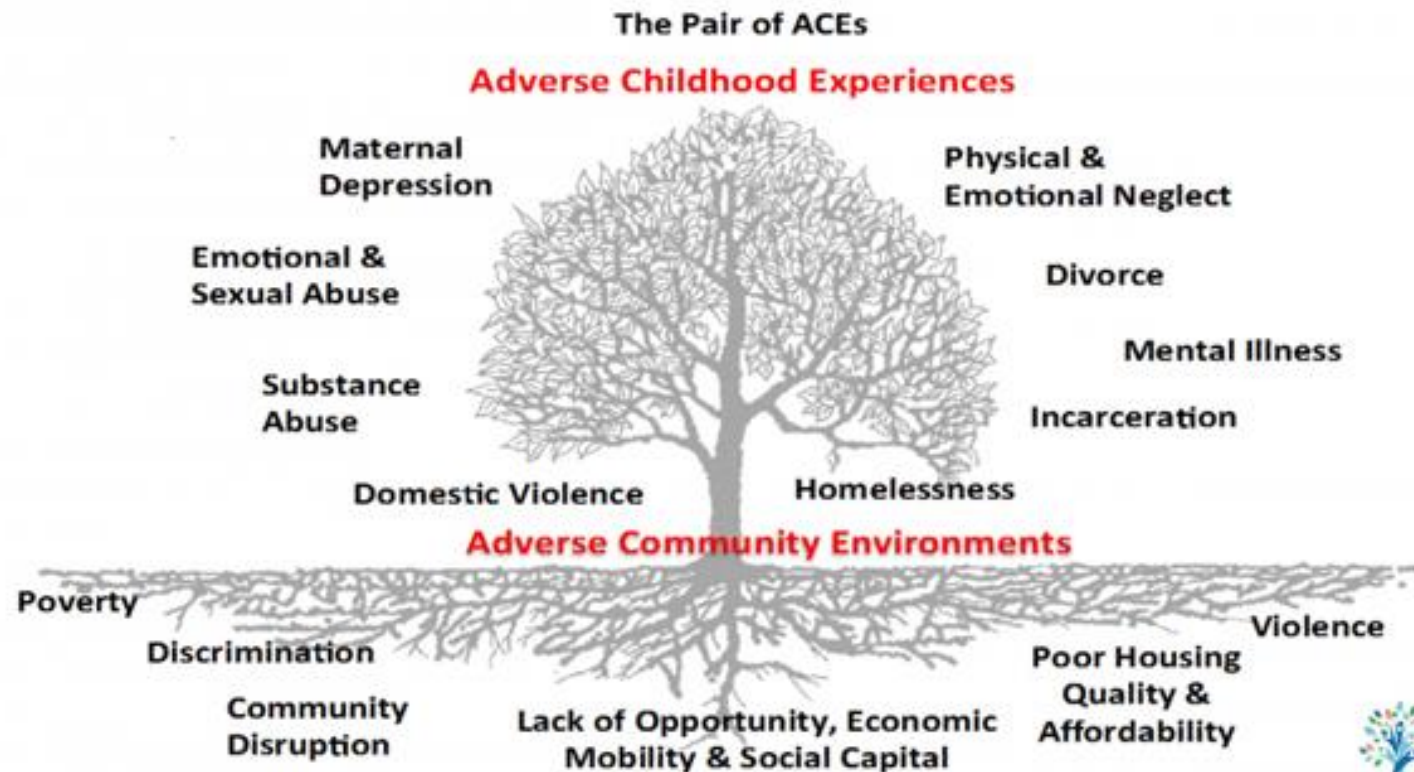 The Pair of ACEs
Adverse Childhood Experiences
Maternal
Depression
Physical &
Emotional Neglect
Emotional &
Sexual Abuse
Divorce
Mental Illness
Substance
Abuse
Incarceration
Domestic Violence
Homelessness
Adverse Community Environments
Poverty
Violence
Discrimination
Poor Housing
Quality &
Affordability
Community
Disruption
Lack of Opportunity, Economic
Mobility & Social Capital